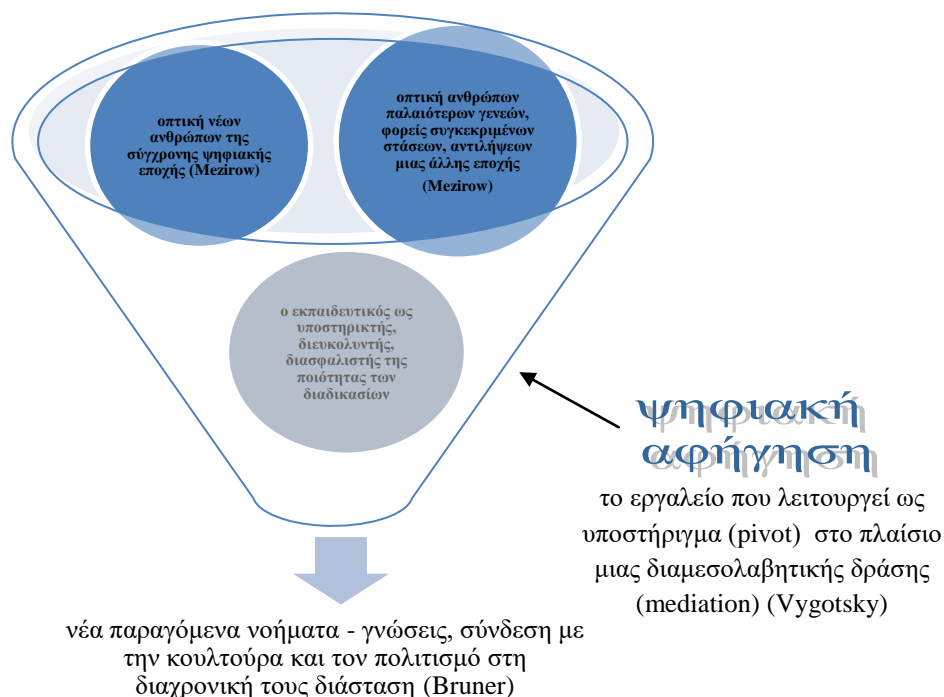 οπτική νέων
ανθρώπων της
σύγχρονης ψηφιακής
εποχής (Mezirow)
οπτική ανθρώπων
παλαιότερων γενεών,
φορείς συγκεκριμένων
στάσεων, αντιλήψεων
μιας άλλης εποχής
(Mezirow)
ο εκπαιδευτικός ως
υποστηρικτής,
διευκολυντής,
διασφαλιστής της
ποιότητας των
διαδικασίων
ψηφιακή
αφήγηση
το εργαλείο που λειτουργεί ως
υποστήριγμα (pivot) στο πλαίσιο
μιας διαμεσολαβητικής δράσης
(mediation) (Vygotsky)
νέα παραγόμενα νοήματα - γνώσεις, σύνδεση με
την κουλτούρα και τον πολιτισμό στη
διαχρονική τους διάσταση (Bruner)